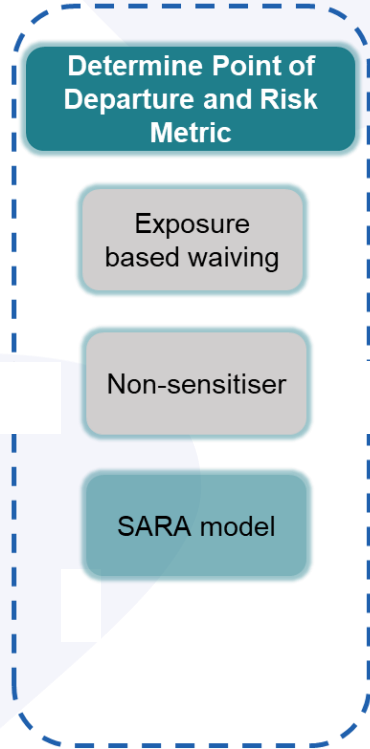 Determine Point of
Departure and Risk
Metric
Exposure
based waiving
Non-sensitiser
SARA model